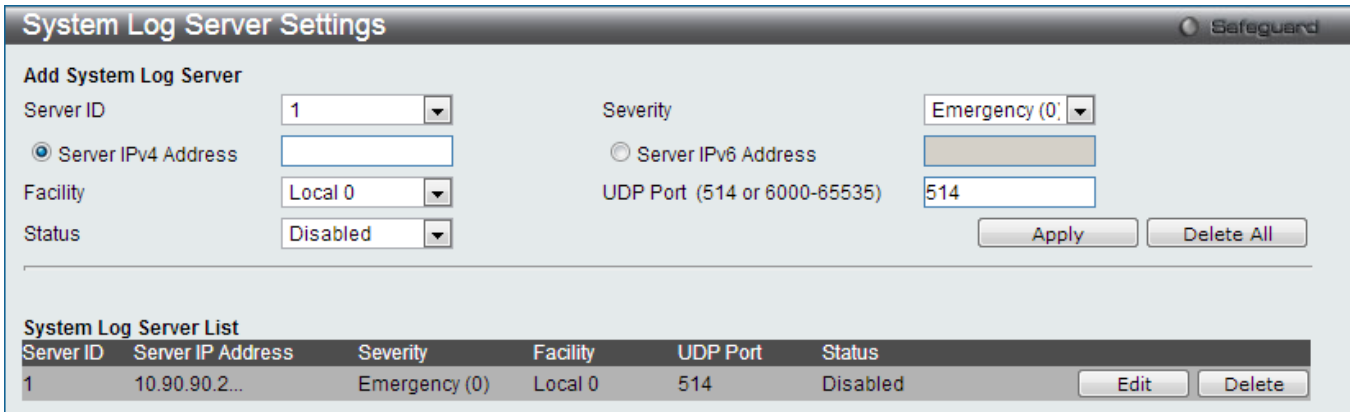 System Log Server Settings Safeguard
Add System Log Server
Server ID 1 Severity Emergency (0)
Server IPv4 Address Server IPv6 Address
Facility Local 0 UDP Port (514 or 6000-65535) 514
Status Disabled Apply Delete All
System Log Server List
Server ID Server IP Address Severity Facility UDP Port Status
1 10.90.90.2... Emergency (0) Local 0 514 Disabled Edit Delete